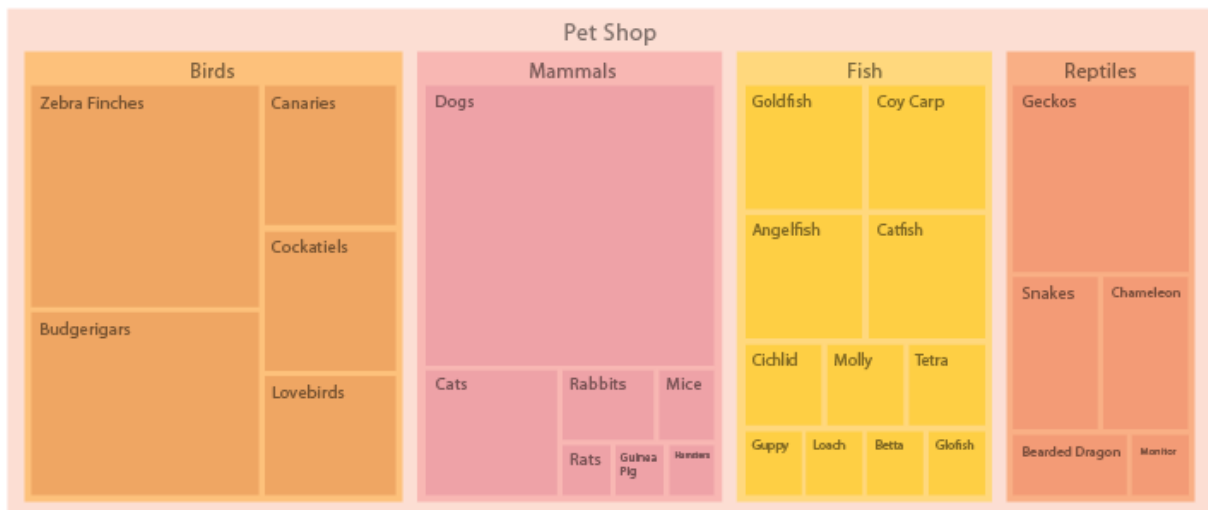 Pet Shop
Birds
Zebra Finches
Canaries
Cockatiels
Budgerigars
Lovebirds
Mammals
Dogs
Cats
Rabbits
Mice
Rats
Guinea
Pig
Hamsters
Fish
Goldfish
Coy Carp
Angelfish
Catfish
Cichlid
Molly
Tetra
Guppy
Loach
Betta
Glofish
Reptiles
Geckos
Snakes
Chameleon
Bearded Dragon
Monitor